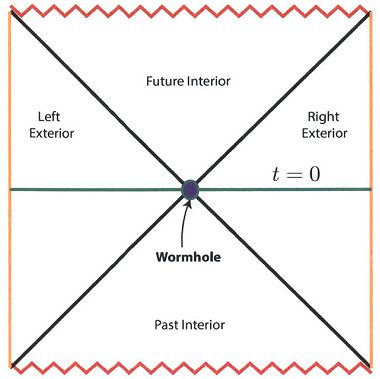 Future Interior
Left
Exterior
Right
Exterior
t = 0
Wormhole
Past Interior